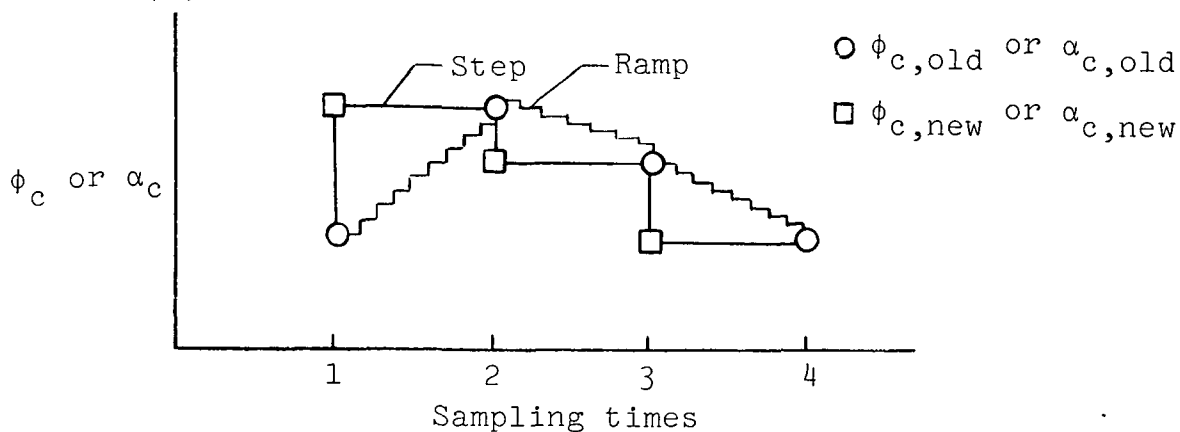 Step
Ramp
○ ϕc,old or αc,old
□ ϕc,new or αc,new
ϕc or αc
1 2 3 4
Sampling times